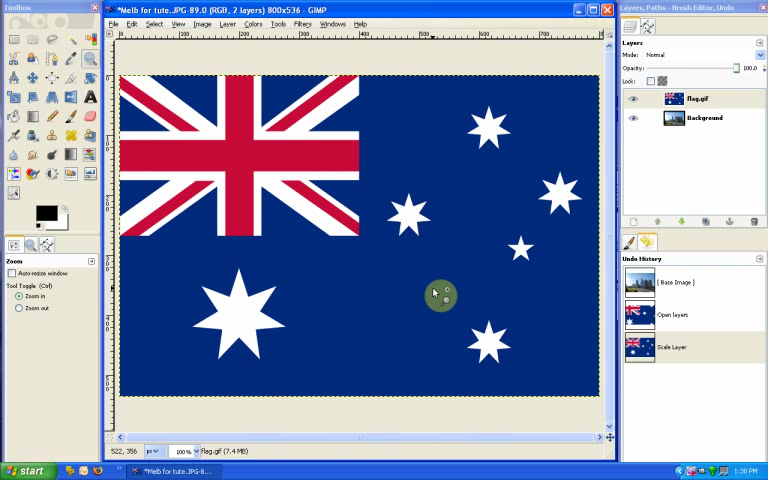 Toolbox
*Melb for tute.JPG-89.0 (RGB, 2 layers) 800x536 - GIMP
Layers, Paths - Brush Editor, Undo
File Edit Select View Image Layer Colors Tools Filters Windows Help
Layers
Mode: Normal
Opacity: 100.0
Lock:
flag.gif
Background
Undo History
[ Base Image ]
Open layers
Scale Layer
Zoom
Auto-resize window
Tool Toggle (Ctrl)
Zoom in
Zoom out
522, 356 px 100% flag.gif (7.4 MB)
start
*Melb for tute.JPG-8...
1:30 PM